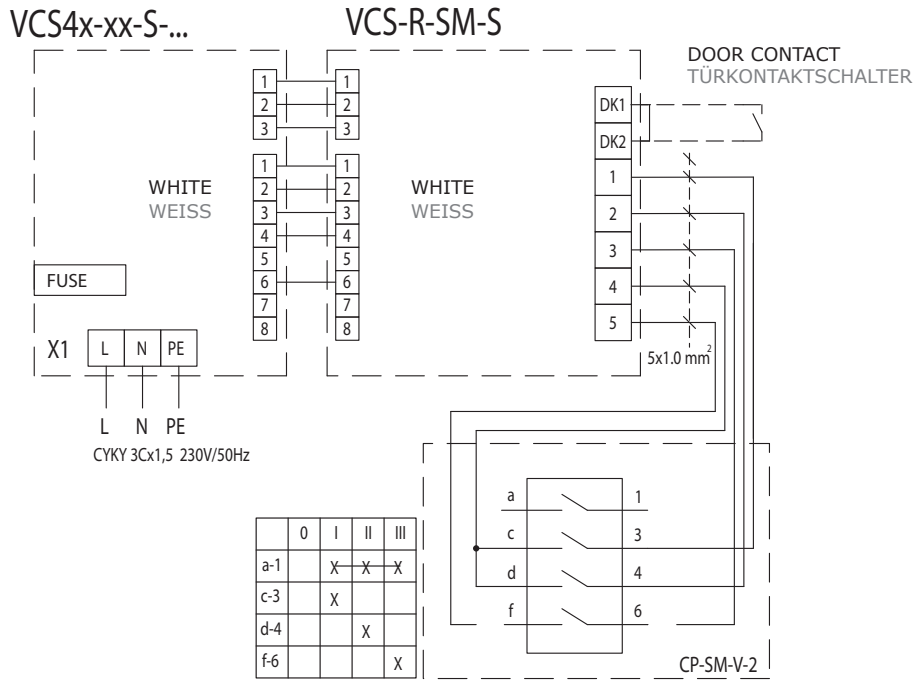 VCS4x-xx-S-...
VCS-R-SM-S
DOOR CONTACT
TÜRKONTAKTSCHALTER
1 1
2 2
3 3
1 1
2 2
3 3
4 4
5 5
6 6
7 7
8 8
WHITE
WEISS
WHITE
WEISS
DK1
DK2
1
2
3
4
5
5x1.0 mm²
FUSE
X1 L N PE
L N PE
CYKY 3Cx1,5 230V/50Hz
a 1
c 3
d 4
f 6
CP-SM-V-2
0 I II III
a-1 X X X
c-3 X
d-4 X
f-6 X